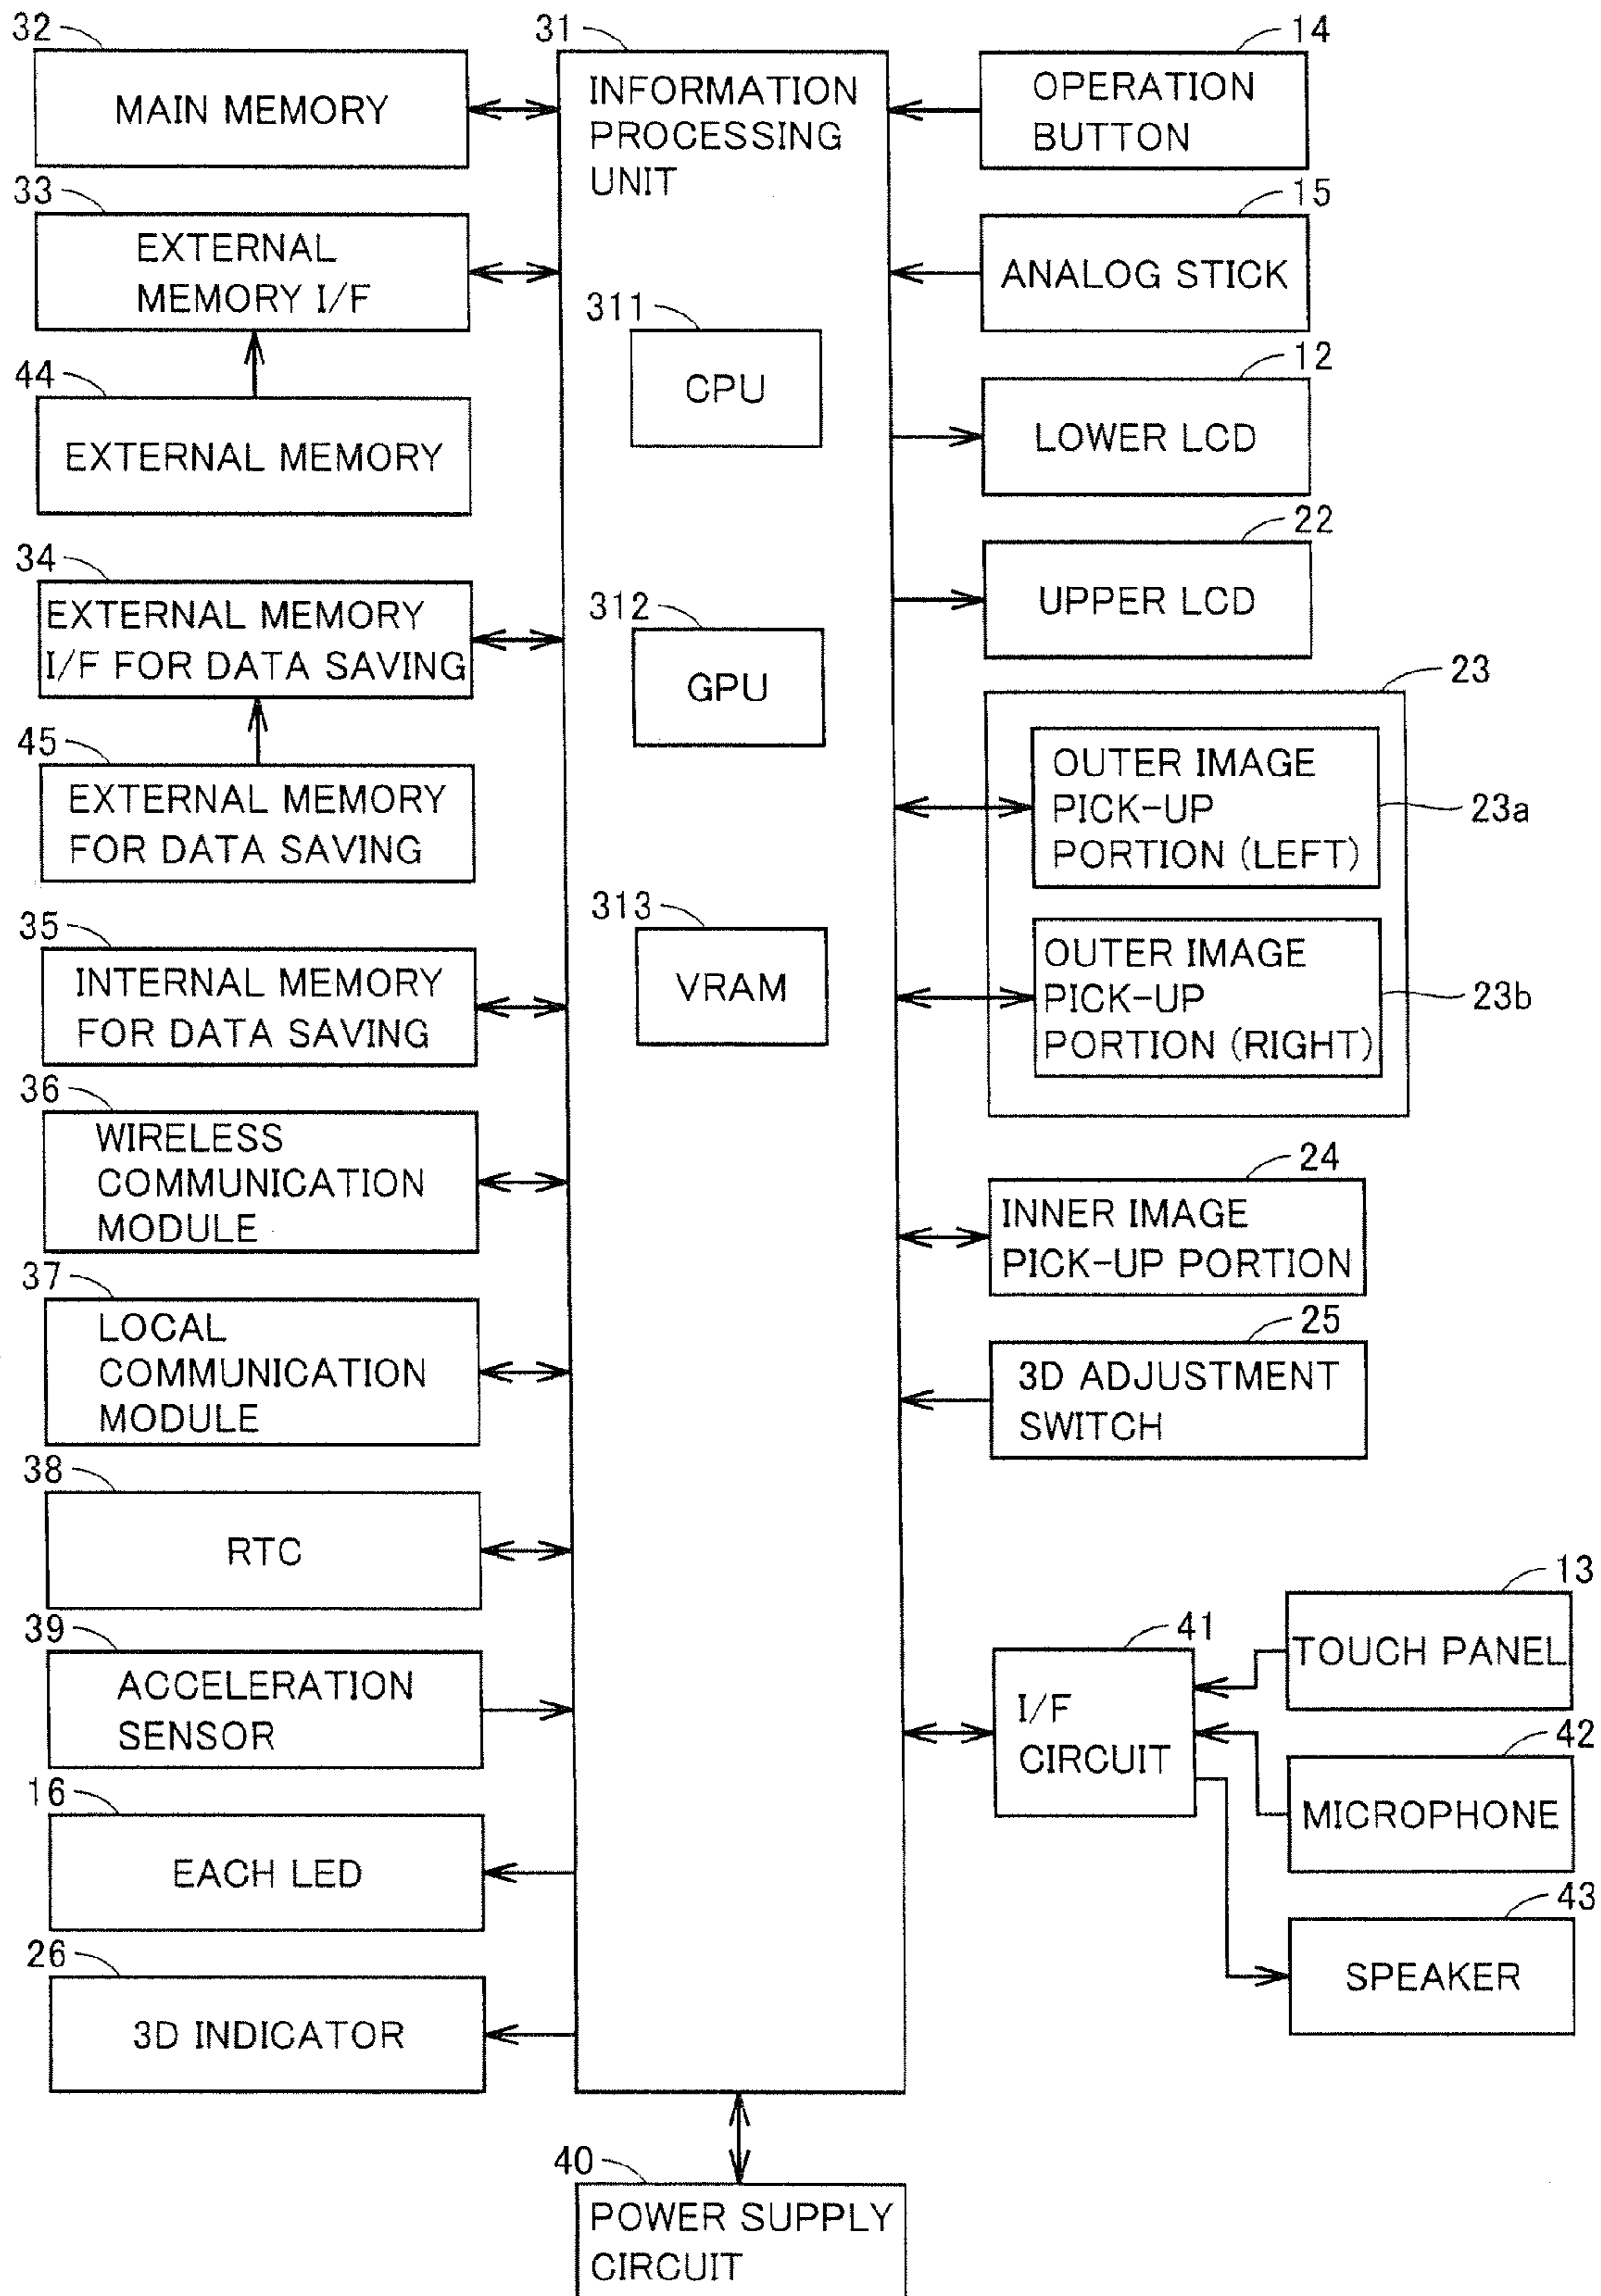 32
MAIN MEMORY
33
EXTERNAL
MEMORY I/F
44
EXTERNAL MEMORY
34
EXTERNAL MEMORY
I/F FOR DATA SAVING
45
EXTERNAL MEMORY
FOR DATA SAVING
35
INTERNAL MEMORY
FOR DATA SAVING
36
WIRELESS
COMMUNICATION
MODULE
37
LOCAL
COMMUNICATION
MODULE
38
RTC
39
ACCELERATION
SENSOR
16
EACH LED
26
3D INDICATOR
31
INFORMATION
PROCESSING
UNIT
311
CPU
312
GPU
313
VRAM
40
POWER SUPPLY
CIRCUIT
14
OPERATION
BUTTON
15
ANALOG STICK
12
LOWER LCD
22
UPPER LCD
23
OUTER IMAGE
PICK-UP
PORTION (LEFT)
23a
OUTER IMAGE
PICK-UP
PORTION (RIGHT)
23b
24
INNER IMAGE
PICK-UP PORTION
25
3D ADJUSTMENT
SWITCH
41
I/F
CIRCUIT
13
TOUCH PANEL
42
MICROPHONE
43
SPEAKER